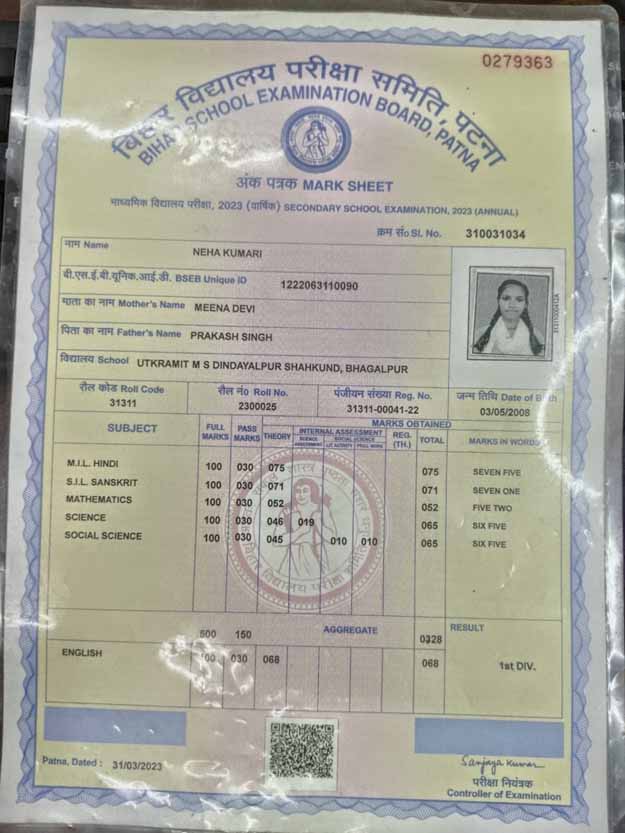 0279363
बिहार विद्यालय परीक्षा समिति, पटना
BIHAR SCHOOL EXAMINATION BOARD, PATNA
अंक पत्रक MARK SHEET
माध्यमिक विद्यालय परीक्षा, 2023 (वार्षिक) SECONDARY SCHOOL EXAMINATION, 2023 (ANNUAL)
क्रम सं० Sl. No. 310031034
नाम Name NEHA KUMARI
बी.एस.ई.बी.यूनिक.आई.डी. BSEB Unique ID 1222063110090
माता का नाम Mother's Name MEENA DEVI
पिता का नाम Father's Name PRAKASH SINGH
विद्यालय School UTKRAMIT M S DINDAYALPUR SHAHKUND, BHAGALPUR
रौल कोड Roll Code रौल नं० Roll No. पंजीयन संख्या Reg. No. जन्म तिथि Date of Birth
31311 2300025 31311-00041-22 03/05/2008
SUBJECT FULL MARKS PASS MARKS MARKS OBTAINED
THEORY INTERNAL ASSESSMENT REG. (TH.) TOTAL MARKS IN WORDS
SCIENCE SOCIAL SCIENCE
M.I.L. HINDI 100 030 075 075 SEVEN FIVE
S.I.L. SANSKRIT 100 030 071 071 SEVEN ONE
MATHEMATICS 100 030 052 052 FIVE TWO
SCIENCE 100 030 046 019 065 SIX FIVE
SOCIAL SCIENCE 100 030 045 010 010 065 SIX FIVE
500 150 AGGREGATE 0328 RESULT
ENGLISH 100 030 068 068 1st DIV.
Patna, Dated : 31/03/2023
Sanjaya Kumar
परीक्षा नियंत्रक
Controller of Examination